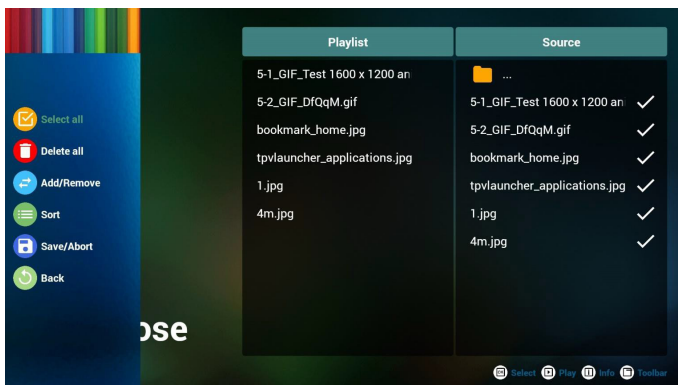 Playlist
Source
5-1_GIF_Test 1600 x 1200 an
5-2_GIF_DfQqM.gif
bookmark_home.jpg
tpvlauncher_applications.jpg
1.jpg
4m.jpg
...
5-1_GIF_Test 1600 x 1200 an
5-2_GIF_DfQqM.gif
bookmark_home.jpg
tpvlauncher_applications.jpg
1.jpg
4m.jpg
Select all
Delete all
Add/Remove
Sort
Save/Abort
Back
ose
OK Select Play Info Toolbar